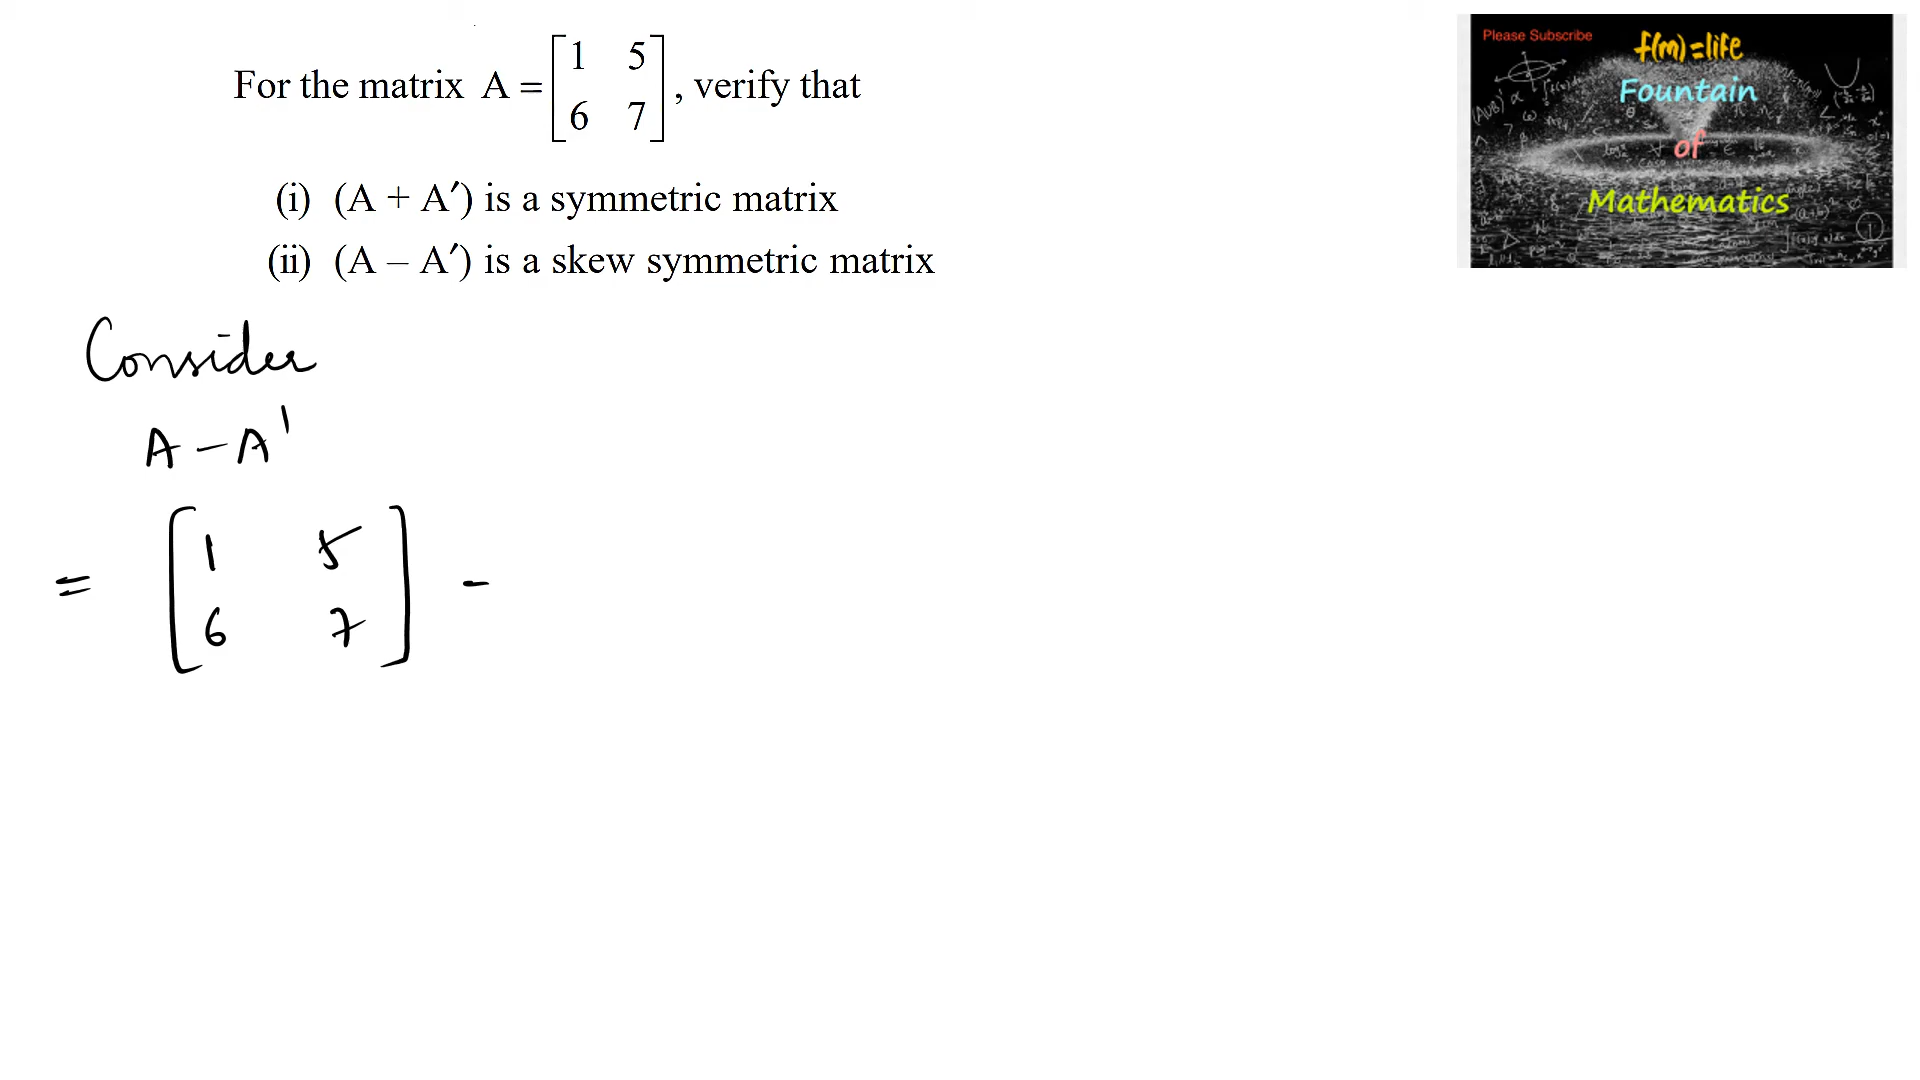 For the matrix A = [1 5
6 7], verify that
(i) (A + A′) is a symmetric matrix
(ii) (A – A′) is a skew symmetric matrix
Consider
A – A'
= [1 5
6 7] -
Please Subscribe
f(m)=life
Fountain
of
Mathematics